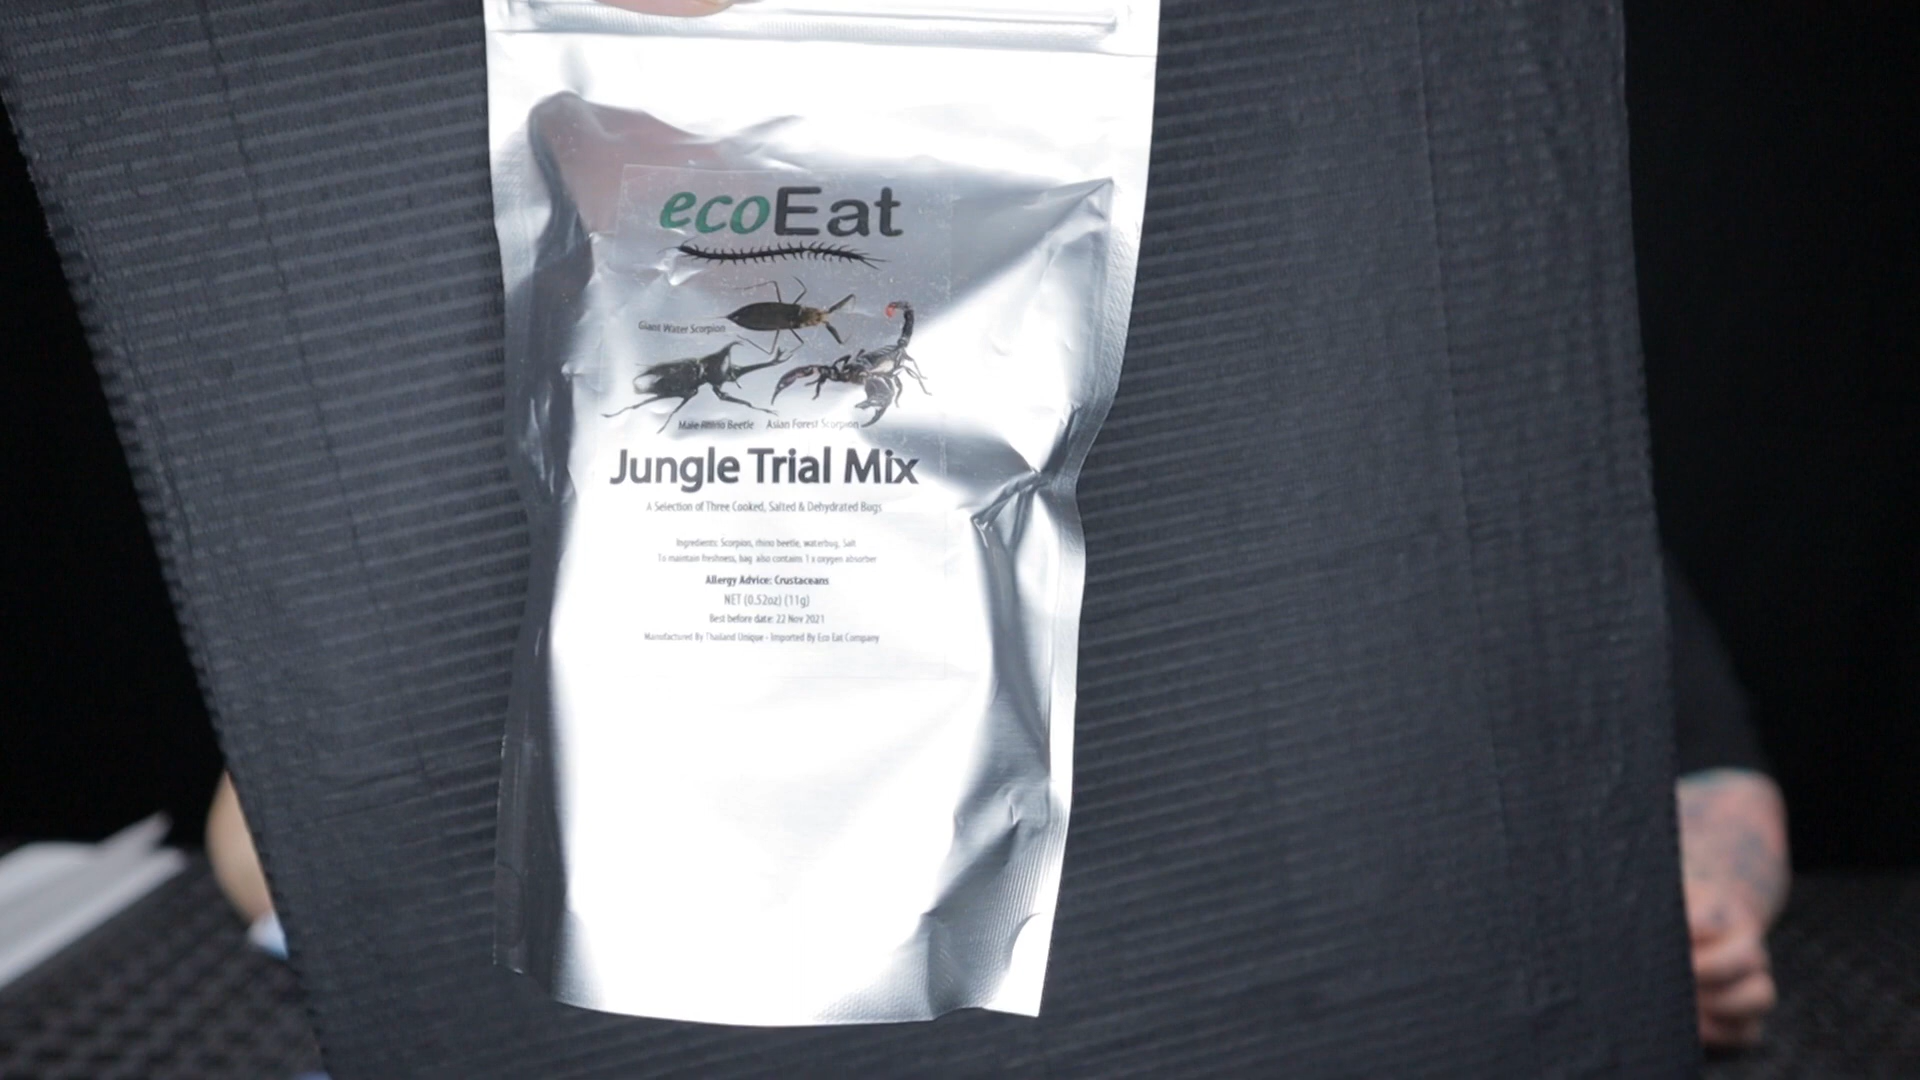 ecoEat
Giant Water Scorpion
Male Rhino Beetle Asian Forest Scorpion
Jungle Trial Mix
A Selection of Three Cooked, Salted & Dehydrated Bugs
Ingredients: Scorpion, rhino beetle, waterbug, Salt
To maintain freshness, bag also contains 1 x oxygen absorber
Allergy Advice: Crustaceans
NET (0.52oz) (11g)
Best before date: 22 Nov 2021
Manufactured By Thailand Unique - Imported By Eco Eat Company